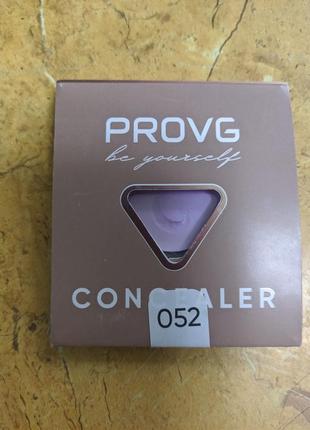 PROVG
be yourself
CONCEALER
052